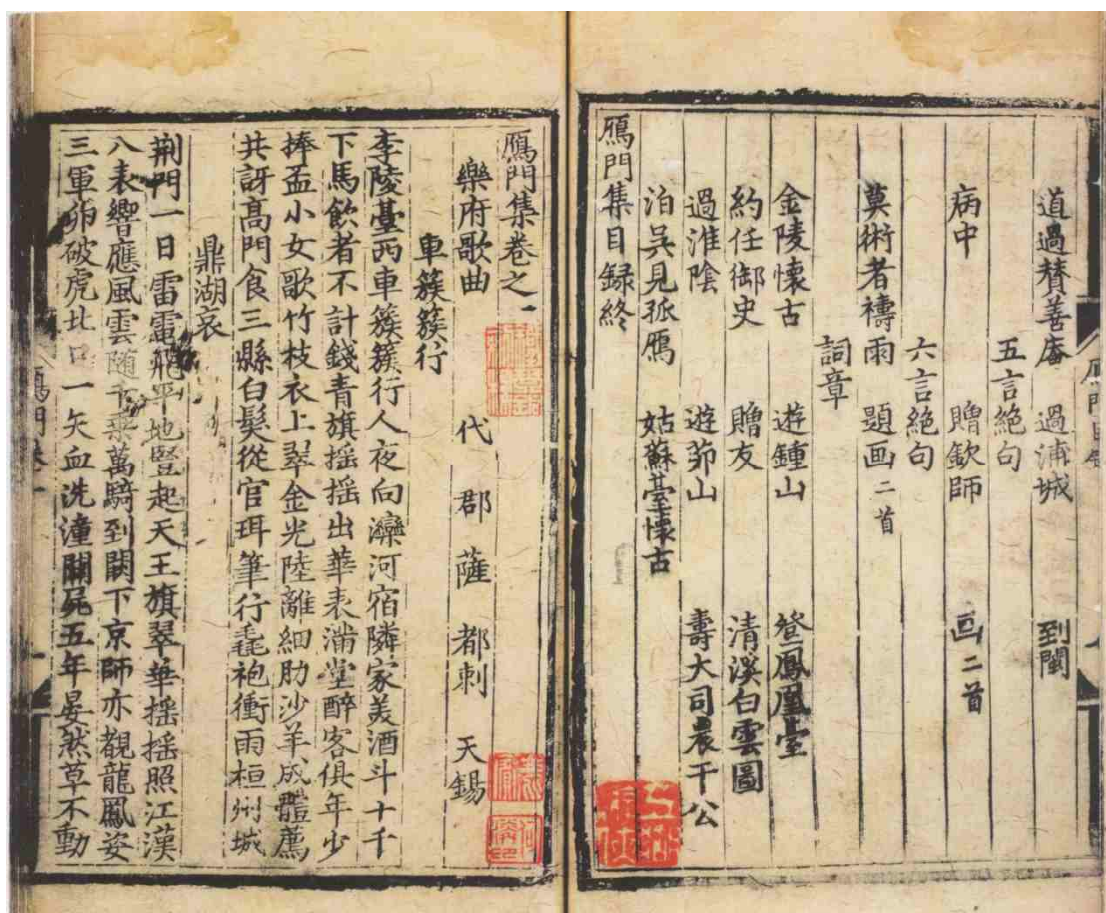 道過賛善庵 過浦城 到閩
五言絶句
病中 贈欽師 画二首
六言絶句
莫術者禱雨 題画二首
詞章
金陵懷古 遊鍾山 登鳳凰臺
約任御史 贈友 清溪白雲圖
過淮陰 遊茆山 壽大司農干公
泊吳見孤鴈 姑蘇臺懷古
鴈門集目録終
鴈門集卷之一
樂府歌曲 代郡薩都刺天錫
車簇簇行
李陵臺西車簇簇行人夜向灤河宿隣家美酒斗十千
下馬飲者不計錢青旗摇摇出華表滿堂醉客俱年少
捧盃小女歌竹枝衣上翠金光陸離細肋沙羊成體薦
共訝髙門食三縣白髮從官珥筆行毳袍衝雨桓州城
鼎湖哀
荆門一日雷電飛平地豎起天王旗翠華摇摇照江漢
八表響應風雲隨千乘萬騎到闕下京師亦覩龍鳳姿
三軍卵破虎北口一矢血洗潼關屍五年晏然草不動